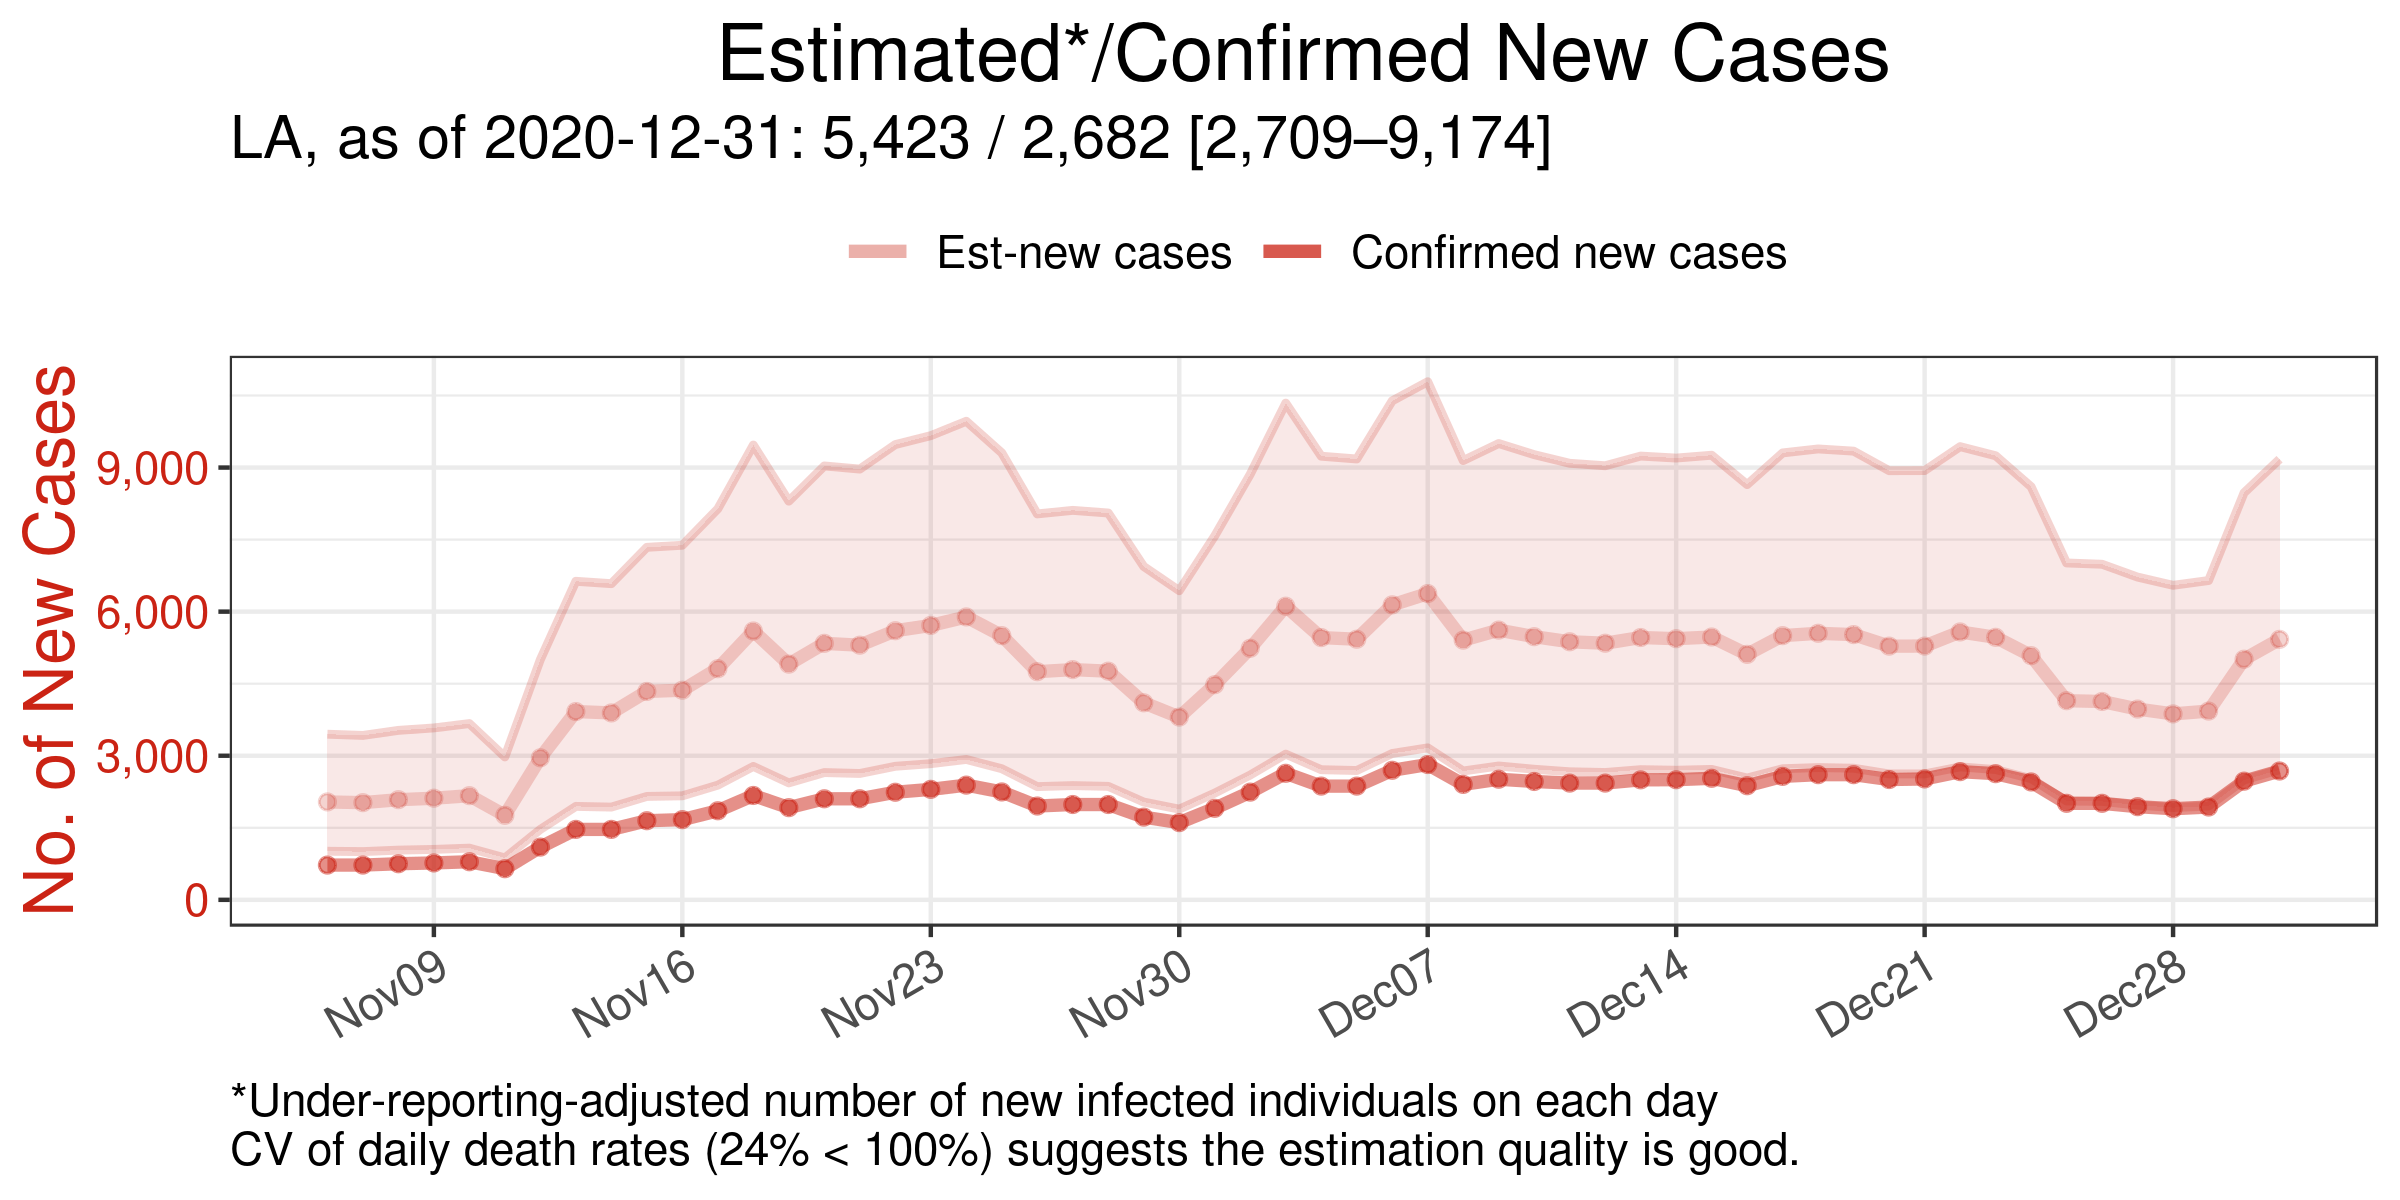 Estimated*/Confirmed New Cases
LA, as of 2020-12-31: 5,423 / 2,682 [2,709–9,174]
Est-new cases Confirmed new cases
No. of New Cases
9,000
6,000
3,000
0
Nov09 Nov16 Nov23 Nov30 Dec07 Dec14 Dec21 Dec28
*Under-reporting-adjusted number of new infected individuals on each day
CV of daily death rates (24% < 100%) suggests the estimation quality is good.